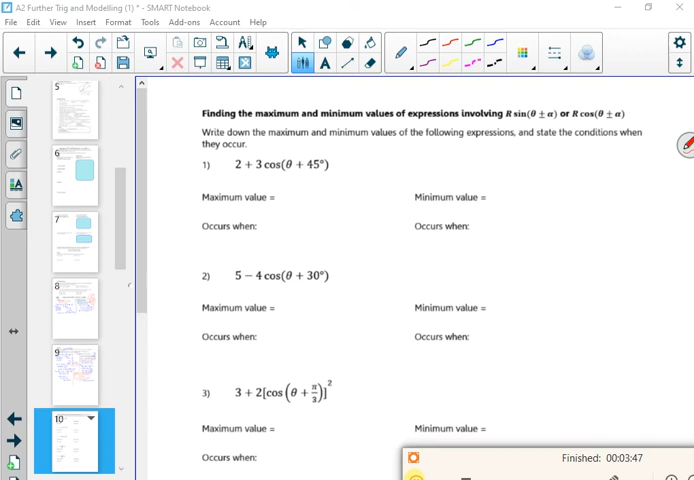 A2 Further Trig and Modelling (1) * - SMART Notebook
File Edit View Insert Format Tools Add-ons Account Help
5
6
7
8
9
10
Finding the maximum and minimum values of expressions involving R sin(θ ± α) or R cos(θ ± α)
Write down the maximum and minimum values of the following expressions, and state the conditions when
they occur.
1) 2 + 3 cos(θ + 45°)
Maximum value = Minimum value =
Occurs when: Occurs when:
2) 5 − 4 cos(θ + 30°)
Maximum value = Minimum value =
Occurs when: Occurs when:
3) 3 + 2[cos(θ + π/3)]²
Maximum value = Minimum value =
Occurs when:
Finished: 00:03:47